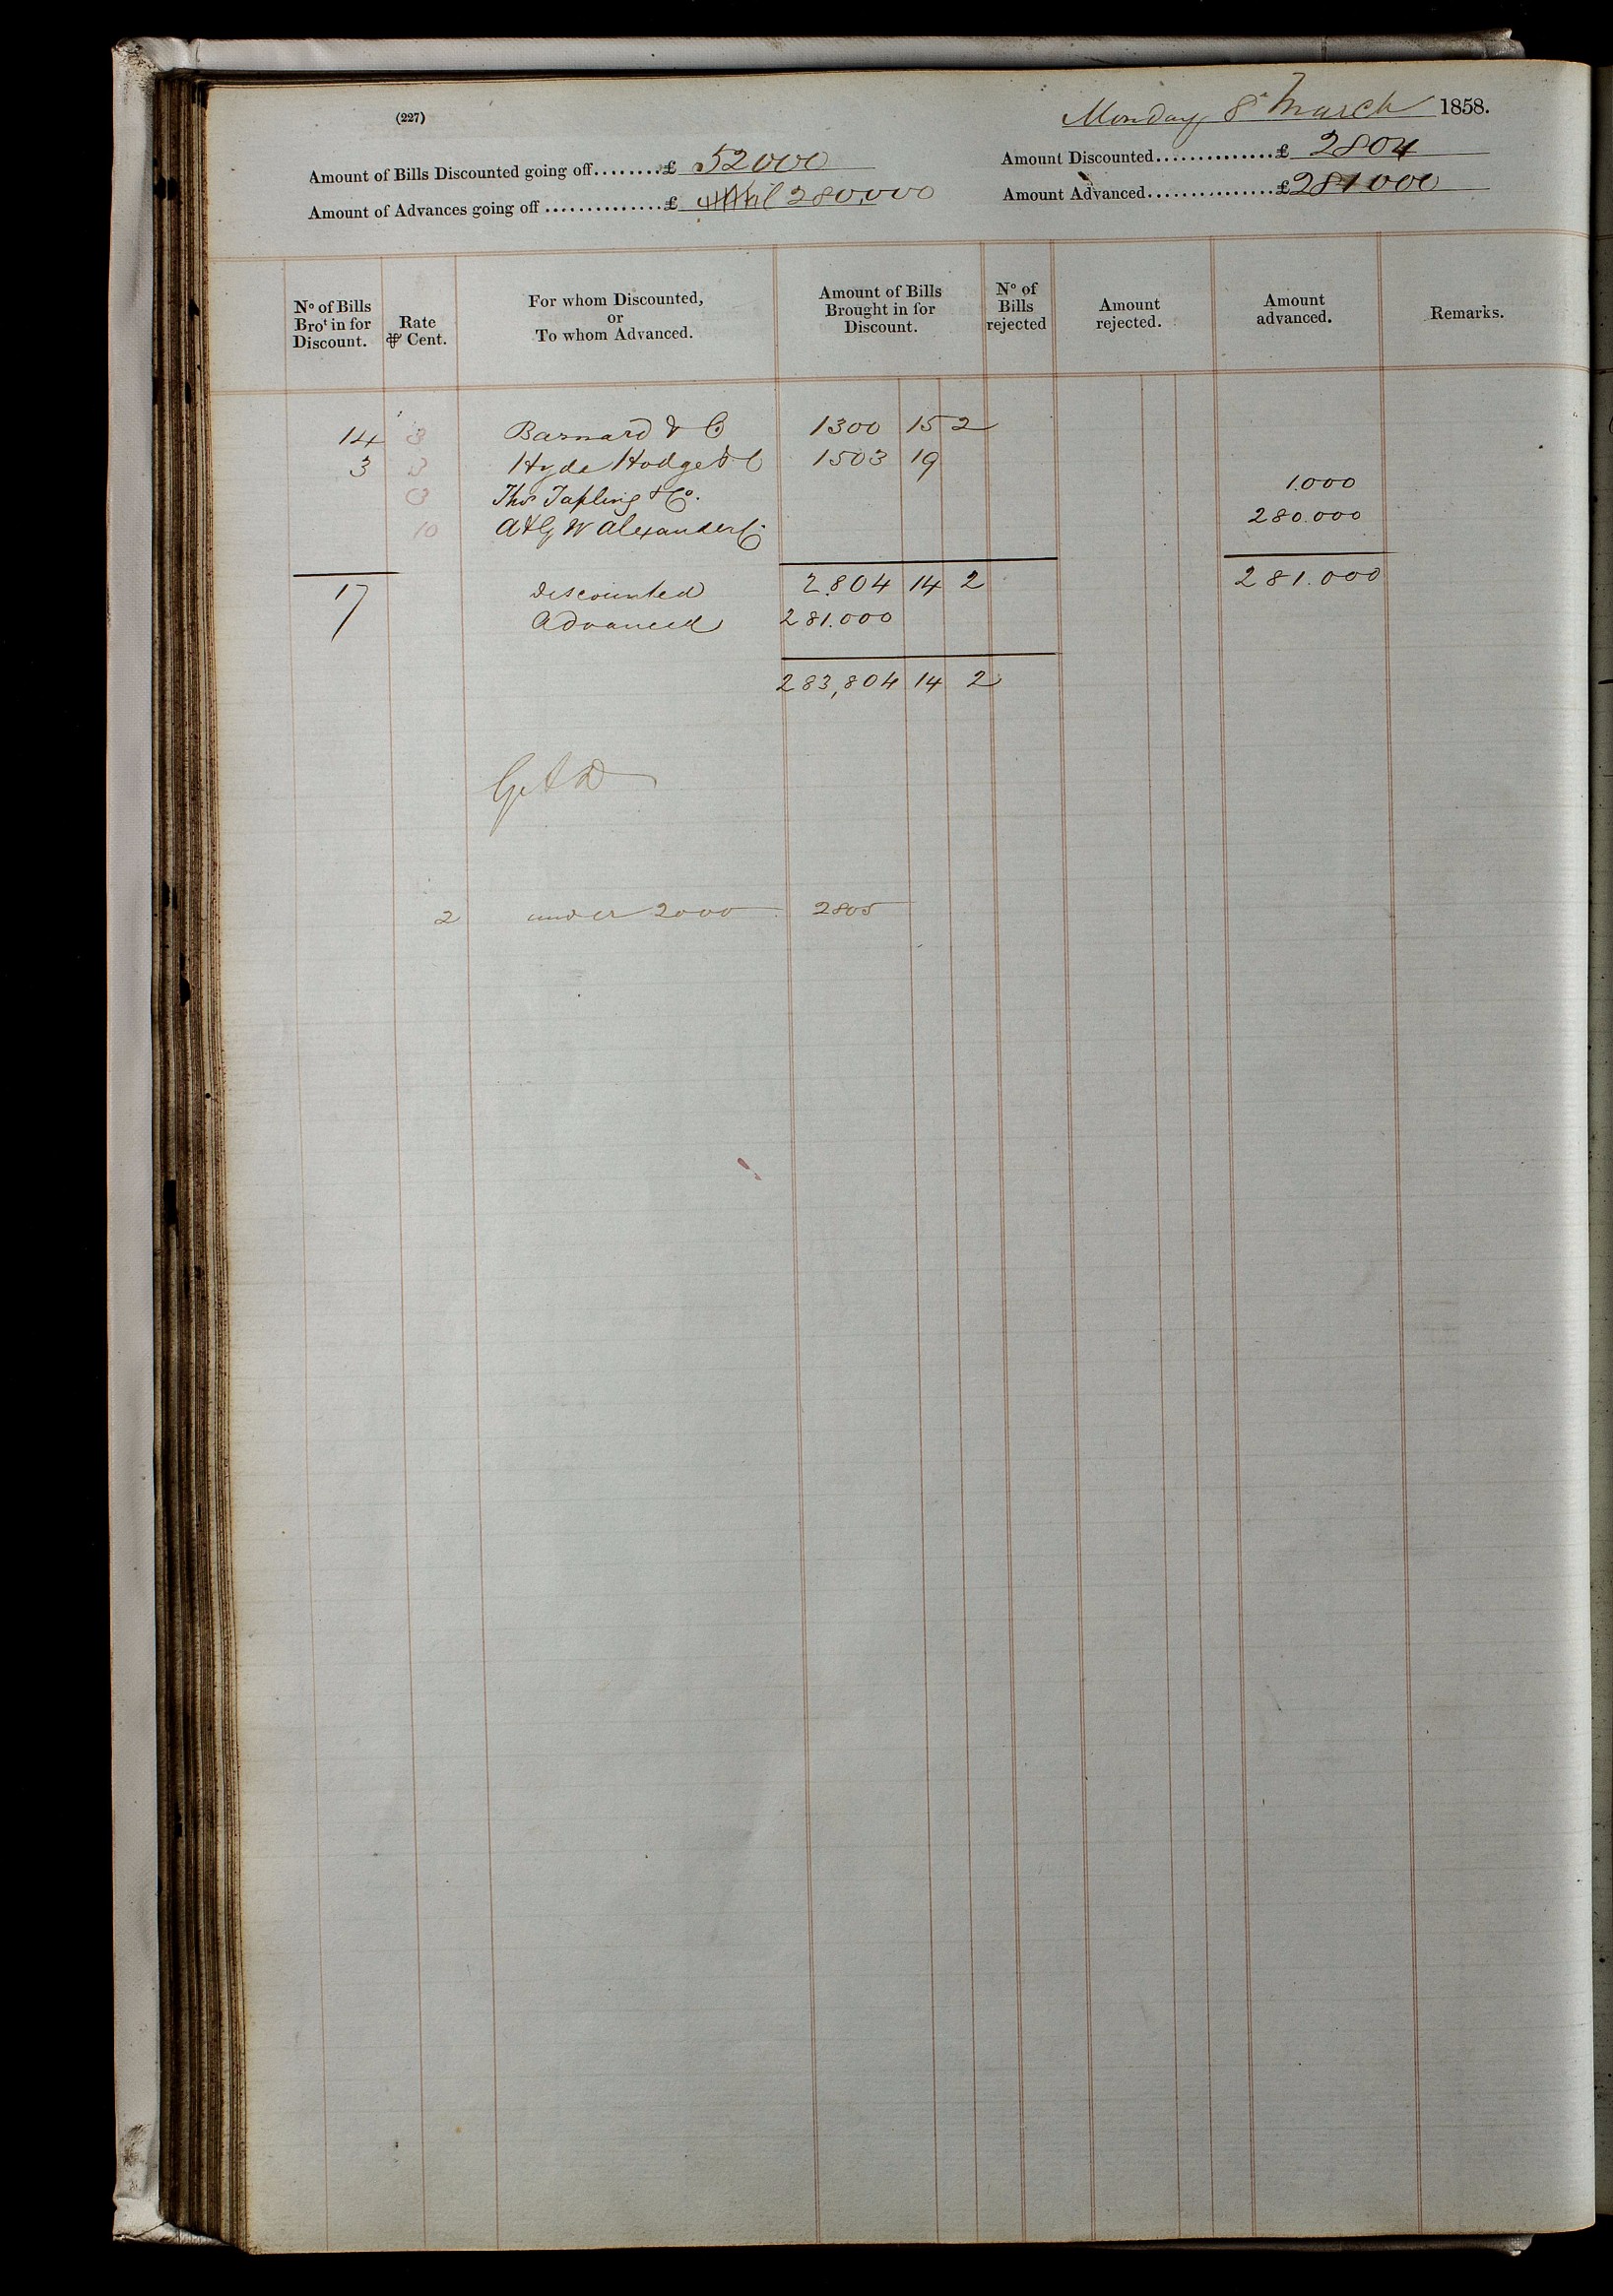 (227)
Monday 8th March 1858.
Amount of Bills Discounted going off........£ 52000
Amount Discounted..............£ 2804
Amount of Advances going off ..............£ 280,000
Amount Advanced...............£ 281000
No of Bills Brot in for Discount.
Rate ⅌ Cent.
For whom Discounted, or To whom Advanced.
Amount of Bills Brought in for Discount.
No of Bills rejected
Amount rejected.
Amount advanced.
Remarks.
14 3 Barnard & Co 1300 15 2
3 3 Hyde Hodge & Co 1503 19
3 Thos Tapling & Co. 1.000
10 A & G W Alexander Co 280.000
17 Discounted 2.804 14 2 281.000
Advanced 281.000
283,804 14 2
2 under 2000 2805